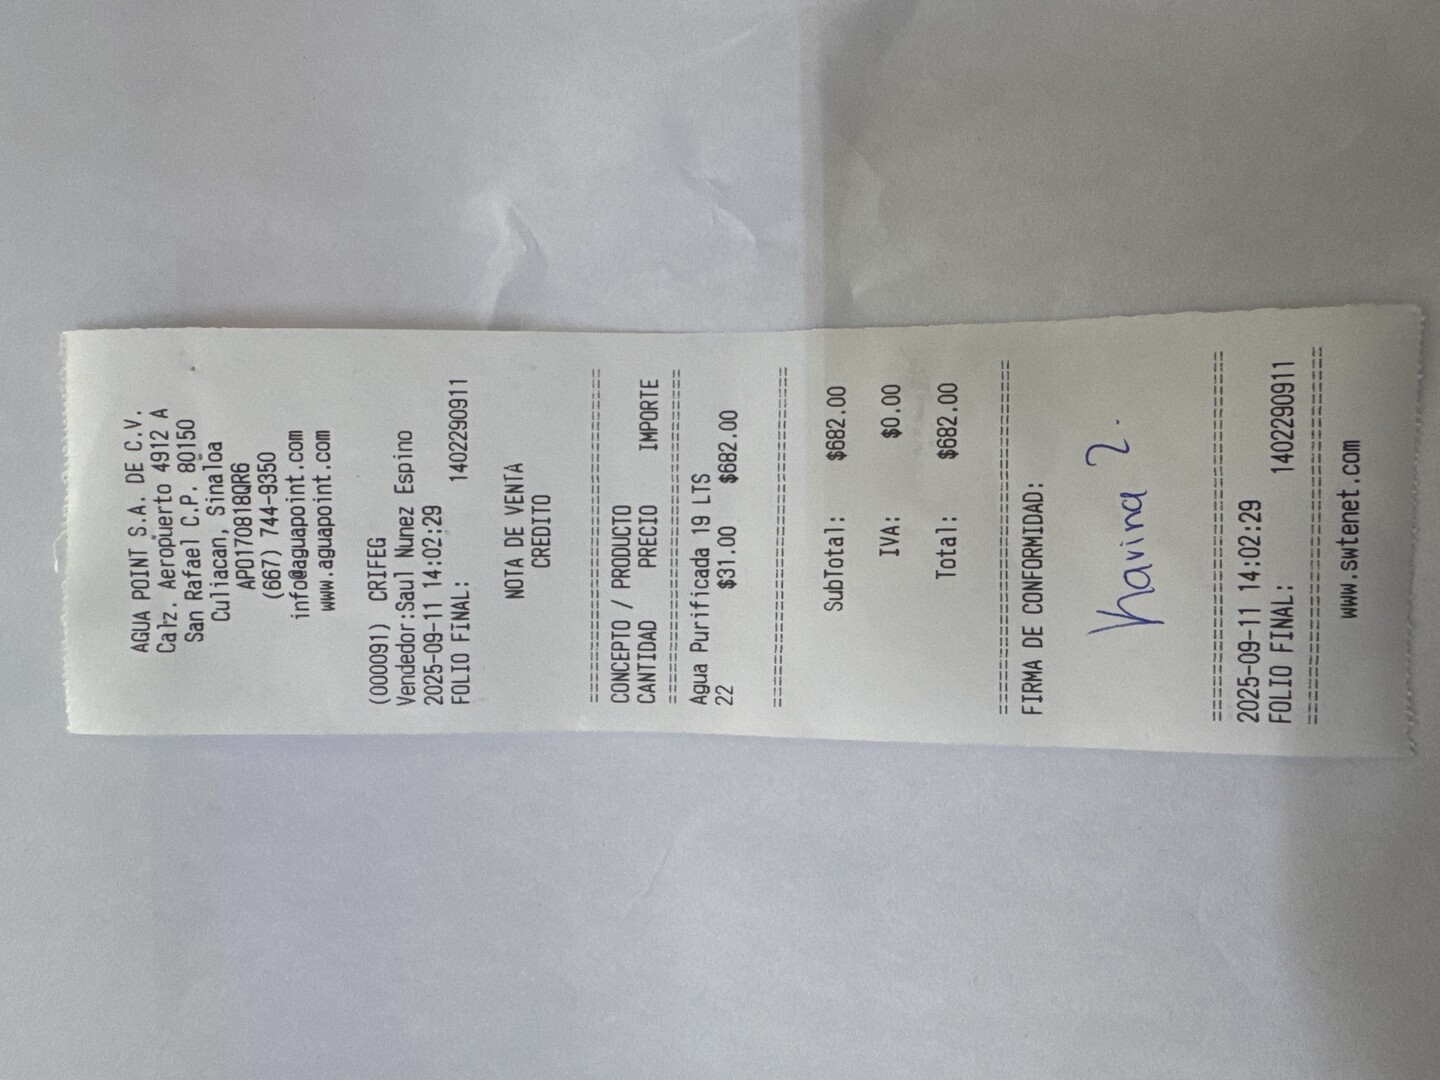 AGUA POINT S.A. DE C.V.
Calz. Aeropuerto 4912 A
San Rafael C.P. 80150
Culiacan, Sinaloa
APO170818QR6
(667) 744-9350
info@aguapoint.com
www.aguapoint.com
(000091) CRIFEG
Vendedor:Saul Nunez Espino
2025-09-11 14:02:29
FOLIO FINAL: 1402290911
NOTA DE VENTA
CREDITO
==============================
CONCEPTO / PRODUCTO
CANTIDAD PRECIO IMPORTE
==============================
Agua Purificada 19 LTS
22 $31.00 $682.00
==============================
SubTotal: $682.00
IVA: $0.00
Total: $682.00
==============================
FIRMA DE CONFORMIDAD:
Karina Z.
==============================
2025-09-11 14:02:29
FOLIO FINAL: 1402290911
==============================
www.swtenet.com